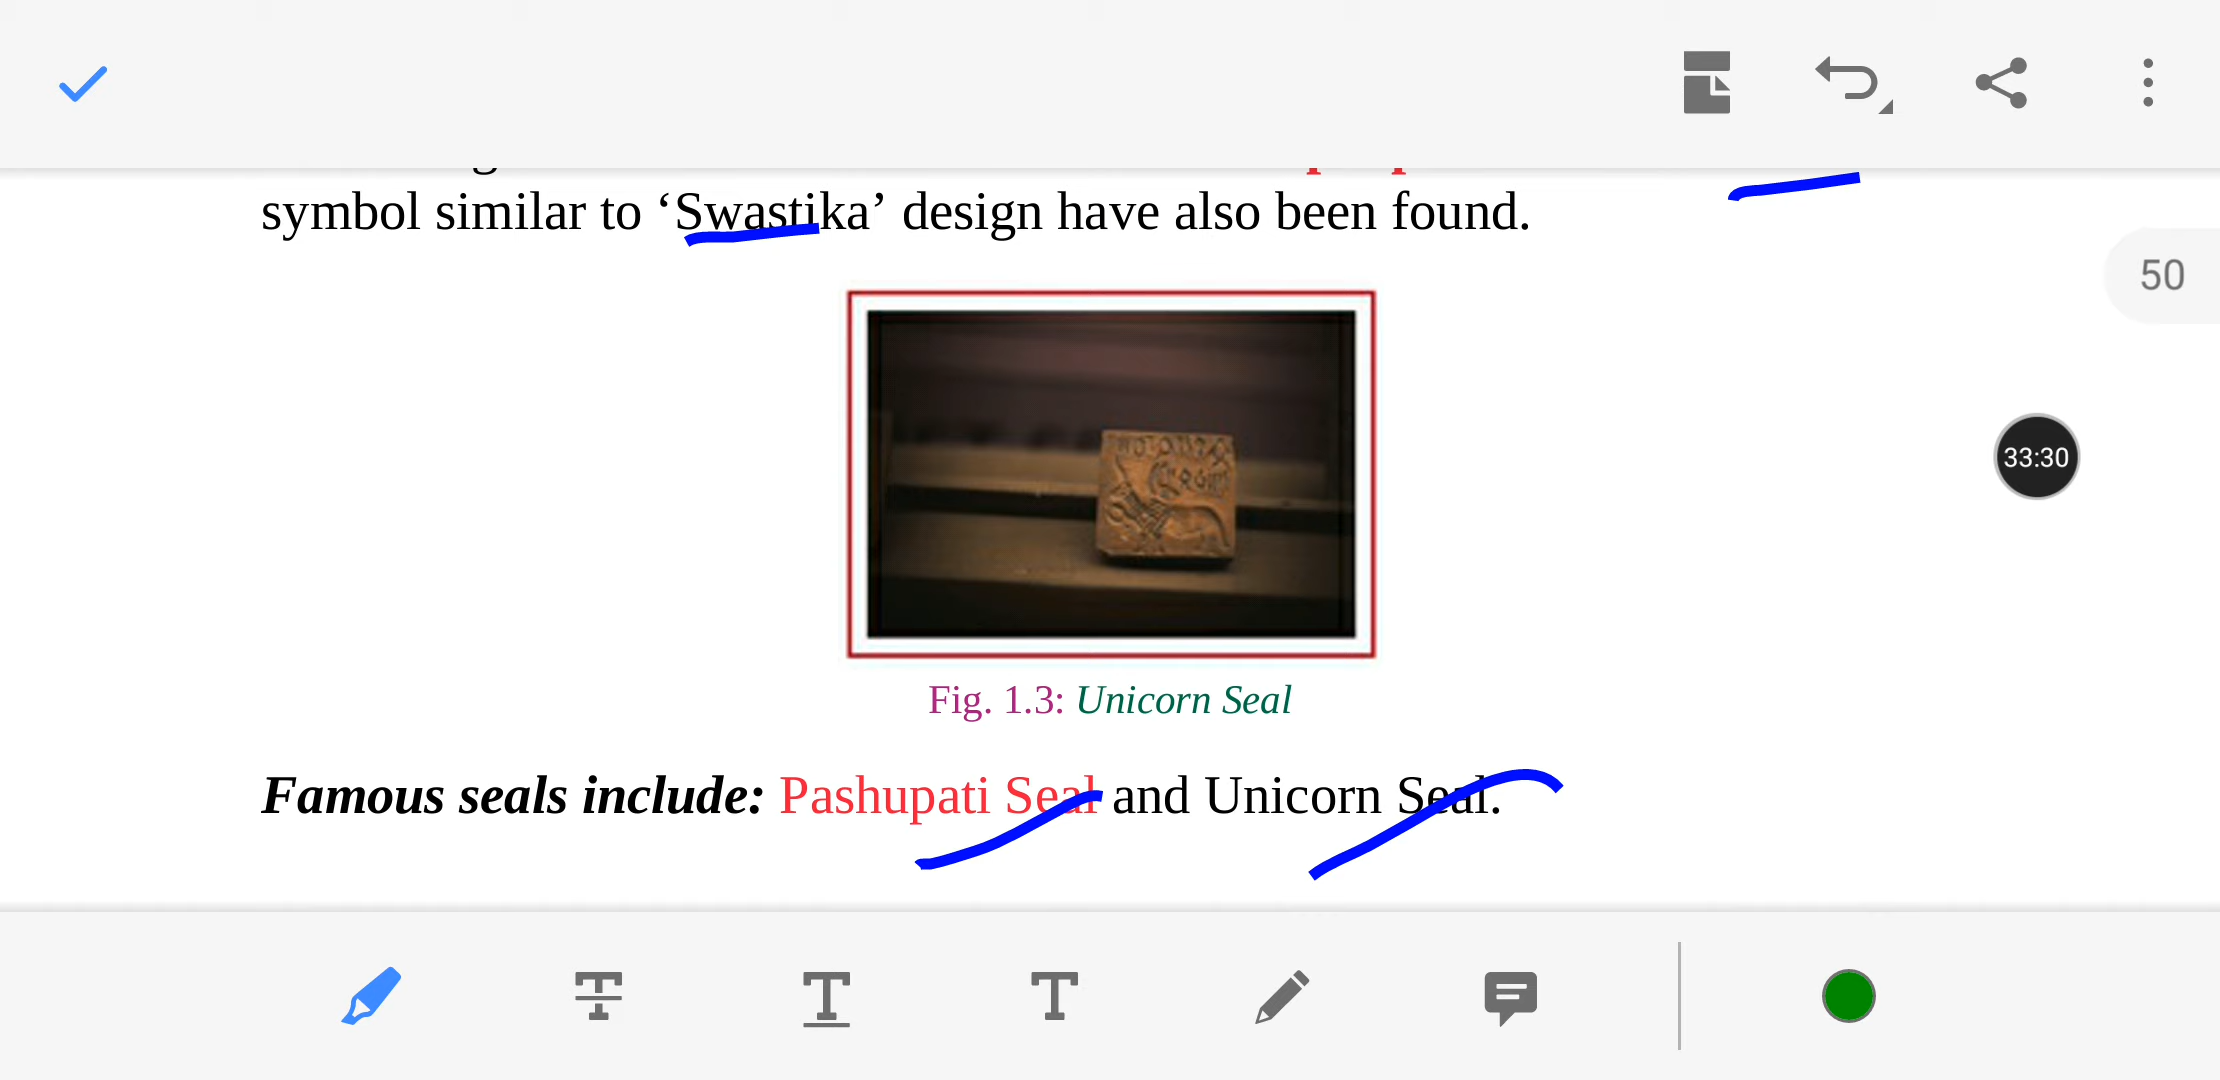 symbol similar to ‘Swastika’ design have also been found.
50
33:30
Fig. 1.3: Unicorn Seal
Famous seals include: Pashupati Seal and Unicorn Seal.